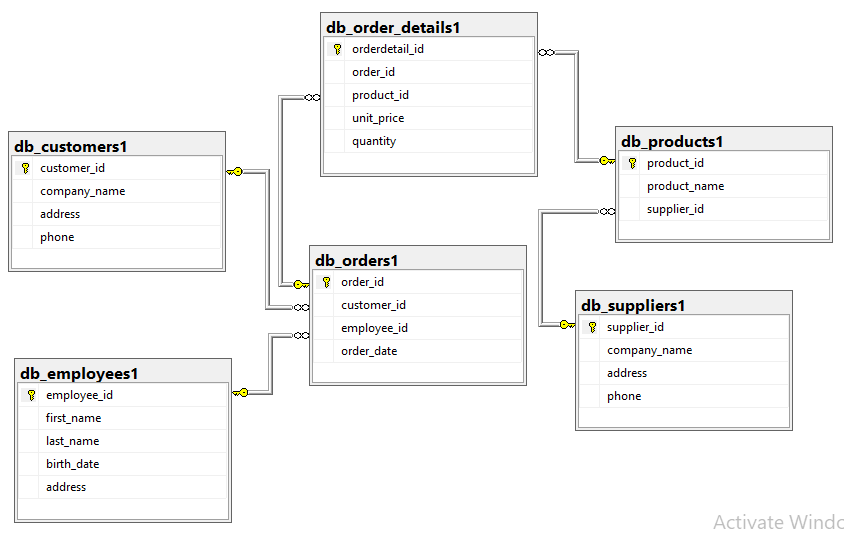 db_order_details1
orderdetail_id
order_id
product_id
unit_price
quantity
db_customers1
customer_id
company_name
address
phone
db_products1
product_id
product_name
supplier_id
db_orders1
order_id
customer_id
employee_id
order_date
db_suppliers1
supplier_id
company_name
address
phone
db_employees1
employee_id
first_name
last_name
birth_date
address
Activate Windc